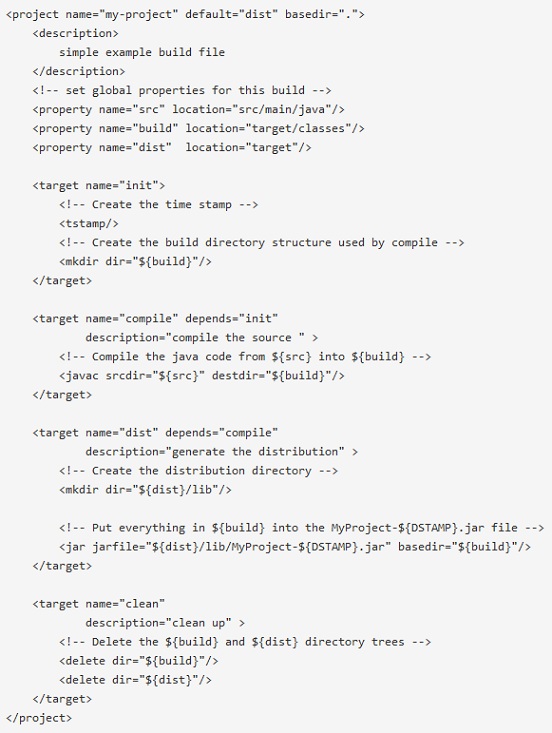 <project name="my-project" default="dist" basedir=".">
    <description>
        simple example build file
    </description>
    <!-- set global properties for this build -->
    <property name="src" location="src/main/java"/>
    <property name="build" location="target/classes"/>
    <property name="dist"  location="target"/>

    <target name="init">
        <!-- Create the time stamp -->
        <tstamp/>
        <!-- Create the build directory structure used by compile -->
        <mkdir dir="${build}"/>
    </target>

    <target name="compile" depends="init"
            description="compile the source " >
        <!-- Compile the java code from ${src} into ${build} -->
        <javac srcdir="${src}" destdir="${build}"/>
    </target>

    <target name="dist" depends="compile"
            description="generate the distribution" >
        <!-- Create the distribution directory -->
        <mkdir dir="${dist}/lib"/>

        <!-- Put everything in ${build} into the MyProject-${DSTAMP}.jar file -->
        <jar jarfile="${dist}/lib/MyProject-${DSTAMP}.jar" basedir="${build}"/>
    </target>

    <target name="clean"
            description="clean up" >
        <!-- Delete the ${build} and ${dist} directory trees -->
        <delete dir="${build}"/>
        <delete dir="${dist}"/>
    </target>
</project>